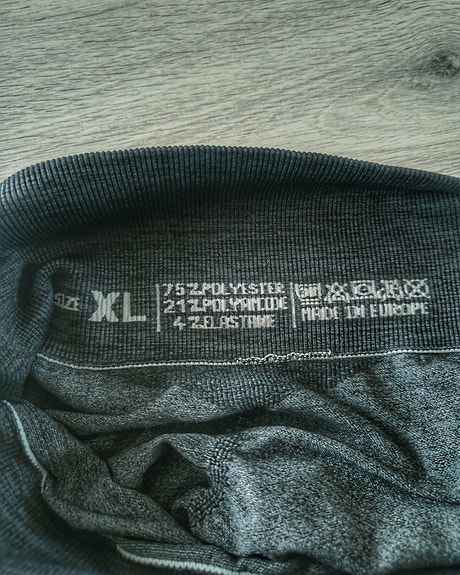 SIZE XL
75%POLYESTER
21%POLYAMIDE
4%ELASTANE
MADE IN EUROPE